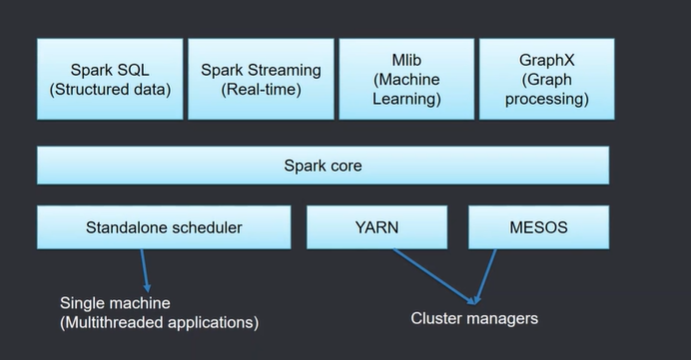 Spark SQL
(Structured data)
Spark Streaming
(Real-time)
Mlib
(Machine
Learning)
GraphX
(Graph
processing)
Spark core
Standalone scheduler
YARN
MESOS
Single machine
(Multithreaded applications)
Cluster managers